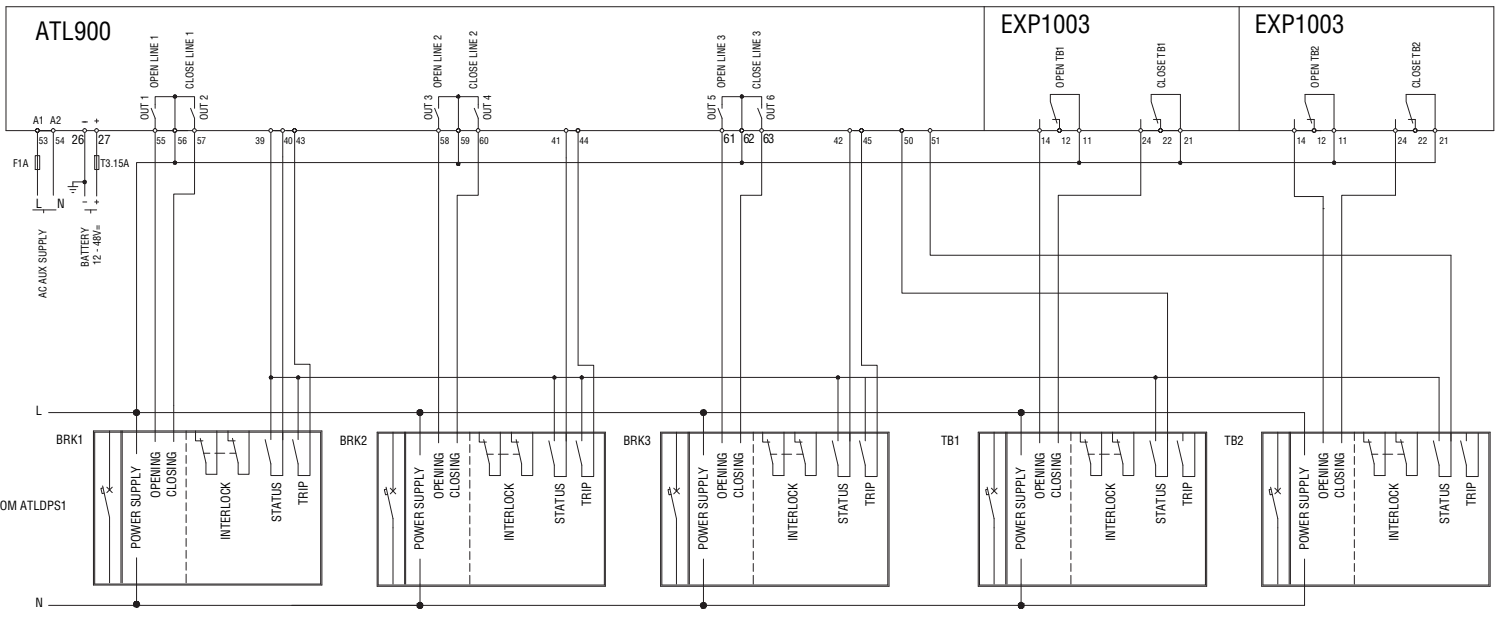 ATL900
EXP1003
EXP1003
OPEN LINE 1
CLOSE LINE 1
OPEN LINE 2
CLOSE LINE 2
OPEN LINE 3
CLOSE LINE 3
OPEN TB1
CLOSE TB1
OPEN TB2
CLOSE TB2
OUT 1
OUT 2
OUT 3
OUT 4
OUT 5
OUT 6
A1 A2 - +
53 54 26 27 55 56 57 39 40 43 58 59 60 41 44 61 62 63 42 45 50 51 14 12 11 24 22 21 14 12 11 24 22 21
F1A
T3.15A
L N - +
AC AUX SUPPLY
BATTERY
12 - 48V=
L
BRK1
BRK2
BRK3
TB1
TB2
OM ATLDPS1
POWER SUPPLY
OPENING
CLOSING
INTERLOCK
STATUS
TRIP
POWER SUPPLY
OPENING
CLOSING
INTERLOCK
STATUS
TRIP
POWER SUPPLY
OPENING
CLOSING
INTERLOCK
STATUS
TRIP
POWER SUPPLY
OPENING
CLOSING
INTERLOCK
STATUS
TRIP
POWER SUPPLY
OPENING
CLOSING
INTERLOCK
STATUS
TRIP
N